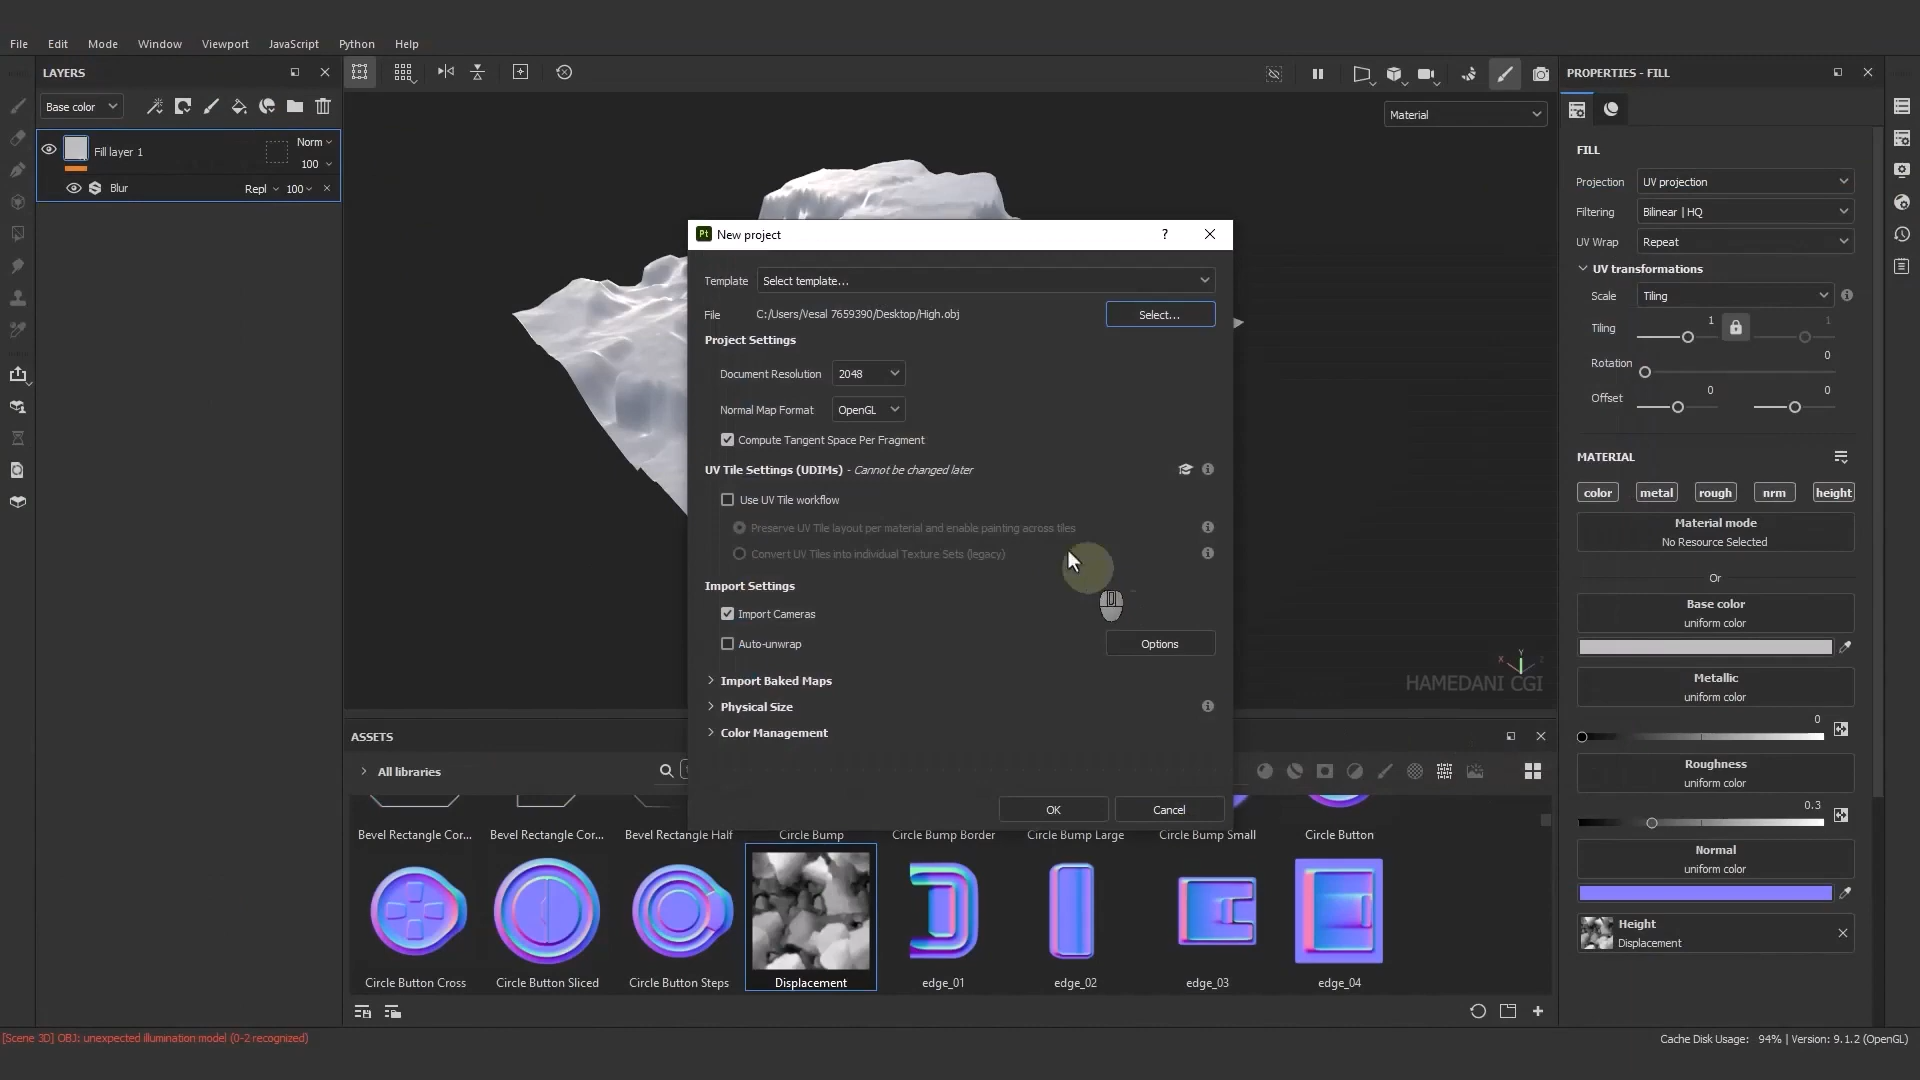 File Edit Mode Window Viewport JavaScript Python Help
LAYERS
Base color
Fill layer 1
Norm
100
Blur
Repl
100
Material
New project
?
Template
Select template...
File
C:/Users/Vesal 7659390/Desktop/High.obj
Select...
Project Settings
Document Resolution
2048
Normal Map Format
OpenGL
Compute Tangent Space Per Fragment
UV Tile Settings (UDIMs) - Cannot be changed later
Use UV Tile workflow
Preserve UV Tile layout per material and enable painting across tiles
Convert UV Tiles into individual Texture Sets (legacy)
Import Settings
Import Cameras
Auto-unwrap
Options
Import Baked Maps
Physical Size
Color Management
OK
Cancel
X Y Z
HAMEDANI CGI
ASSETS
All libraries
Bevel Rectangle Cor...
Bevel Rectangle Cor...
Bevel Rectangle Half
Circle Bump
Circle Bump Border
Circle Bump Large
Circle Bump Small
Circle Button
Circle Button Cross
Circle Button Sliced
Circle Button Steps
Displacement
edge_01
edge_02
edge_03
edge_04
PROPERTIES - FILL
FILL
Projection
UV projection
Filtering
Bilinear | HQ
UV Wrap
Repeat
UV transformations
Scale
Tiling
Tiling
1
1
Rotation
0
Offset
0
0
MATERIAL
color metal rough nrm height
Material mode
No Resource Selected
Or
Base color
uniform color
Metallic
uniform color
0
Roughness
uniform color
0.3
Normal
uniform color
Height
Displacement
[Scene 3D] OBJ: unexpected illumination model (0-2 recognized)
Cache Disk Usage: 94% | Version: 9.1.2 (OpenGL)